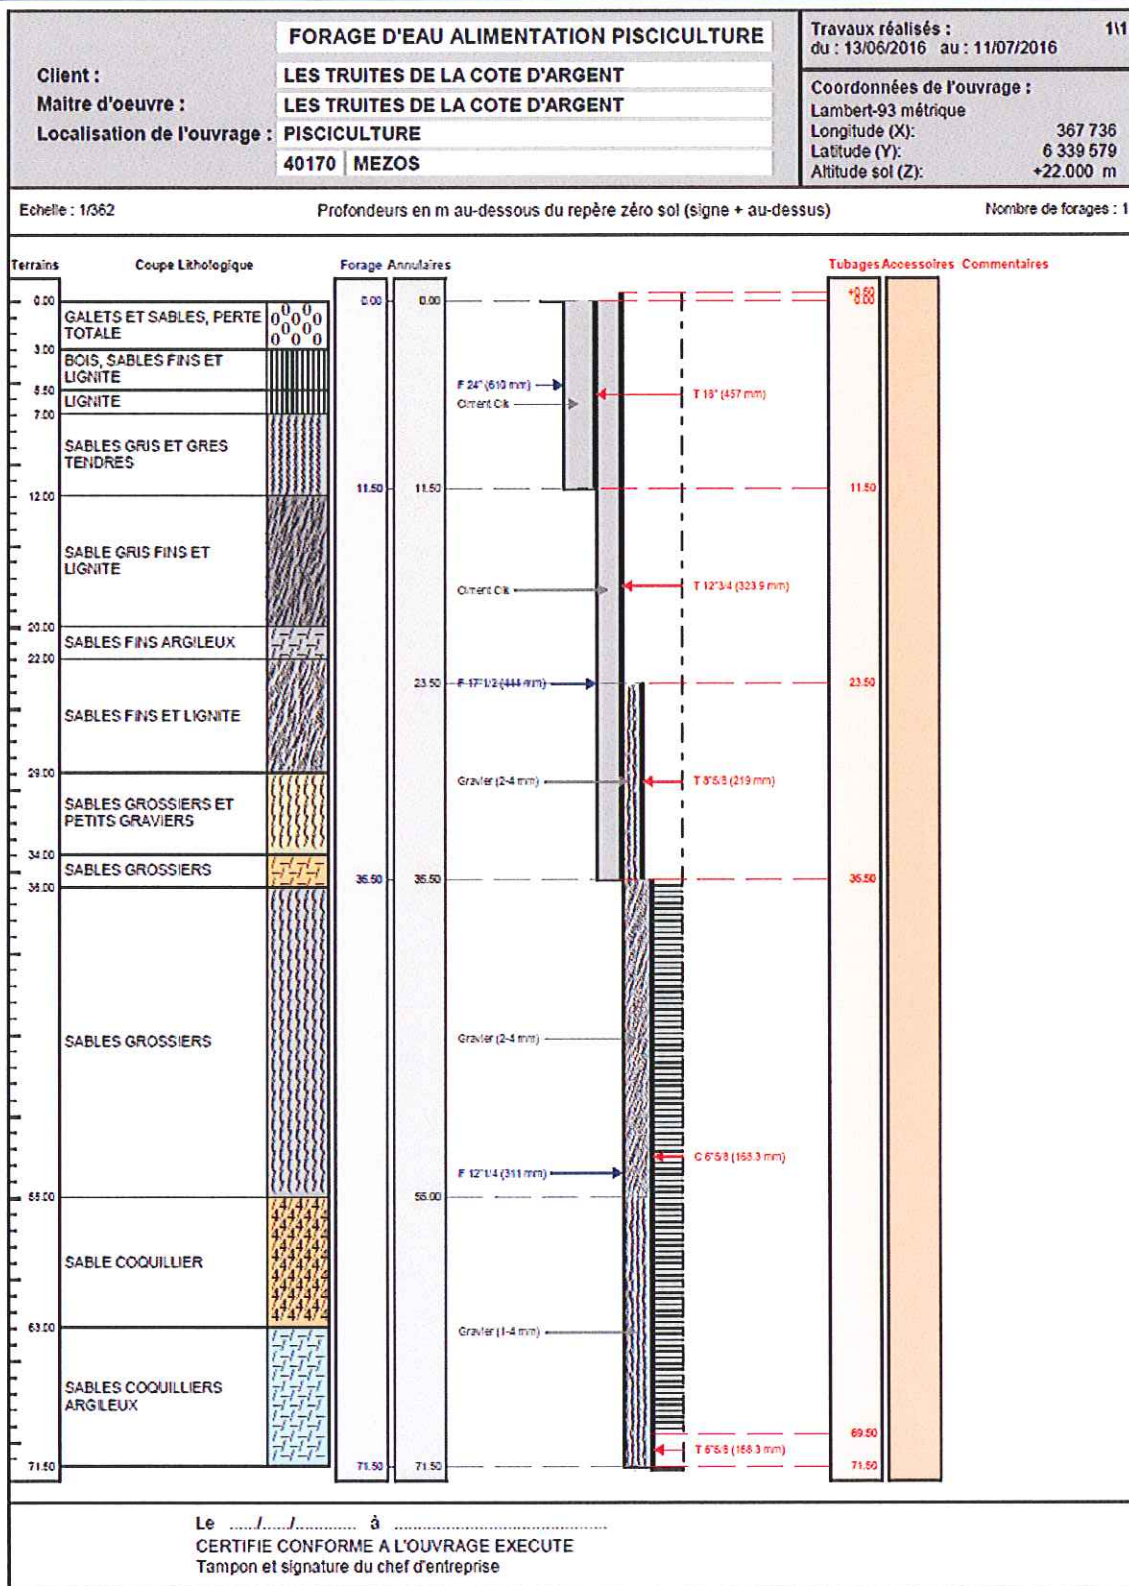 FORAGE D'EAU ALIMENTATION PISCICULTURE
Client : LES TRUITES DE LA COTE D'ARGENT
Maitre d'oeuvre : LES TRUITES DE LA COTE D'ARGENT
Localisation de l'ouvrage : PISCICULTURE
40170 MEZOS
Travaux réalisés : 1\1
du : 13/06/2016 au : 11/07/2016
Coordonnées de l'ouvrage :
Lambert-93 métrique
Longitude (X): 367 736
Latitude (Y): 6 339 579
Altitude sol (Z): +22.000 m
Echelle : 1/362 Profondeurs en m au-dessous du repère zéro sol (signe + au-dessus) Nombre de forages : 1
Terrains Coupe Lithologique Forage Annulaires Tubages Accessoires Commentaires
+0.50
0.00 0.00 0.00 0.00
GALETS ET SABLES, PERTE
TOTALE
3.00
BOIS, SABLES FINS ET
LIGNITE
5.50
LIGNITE
7.00
F 24" (610 mm)
T 18" (457 mm)
Ciment Clk
SABLES GRIS ET GRES
TENDRES
11.50 11.50 11.50
12.00
SABLE GRIS FINS ET
LIGNITE
Ciment Clk
T 12"3/4 (323.9 mm)
20.00
SABLES FINS ARGILEUX
22.00
23.50 F 17"1/2 (444 mm) 23.50
SABLES FINS ET LIGNITE
29.00
Gravier (2-4 mm) T 8"5/8 (219 mm)
SABLES GROSSIERS ET
PETITS GRAVIERS
34.00
SABLES GROSSIERS
36.00
35.50 35.50 35.50
SABLES GROSSIERS
Gravier (2-4 mm)
C 6"5/8 (168.3 mm)
F 12"1/4 (311 mm)
55.00 55.00
SABLE COQUILLIER
63.00
Gravier (1-4 mm)
SABLES COQUILLIERS
ARGILEUX
69.50
T 6"5/8 (168.3 mm)
71.50 71.50 71.50 71.50
Le ...../...../............ à ..........................................
CERTIFIE CONFORME A L'OUVRAGE EXECUTE
Tampon et signature du chef d'entreprise